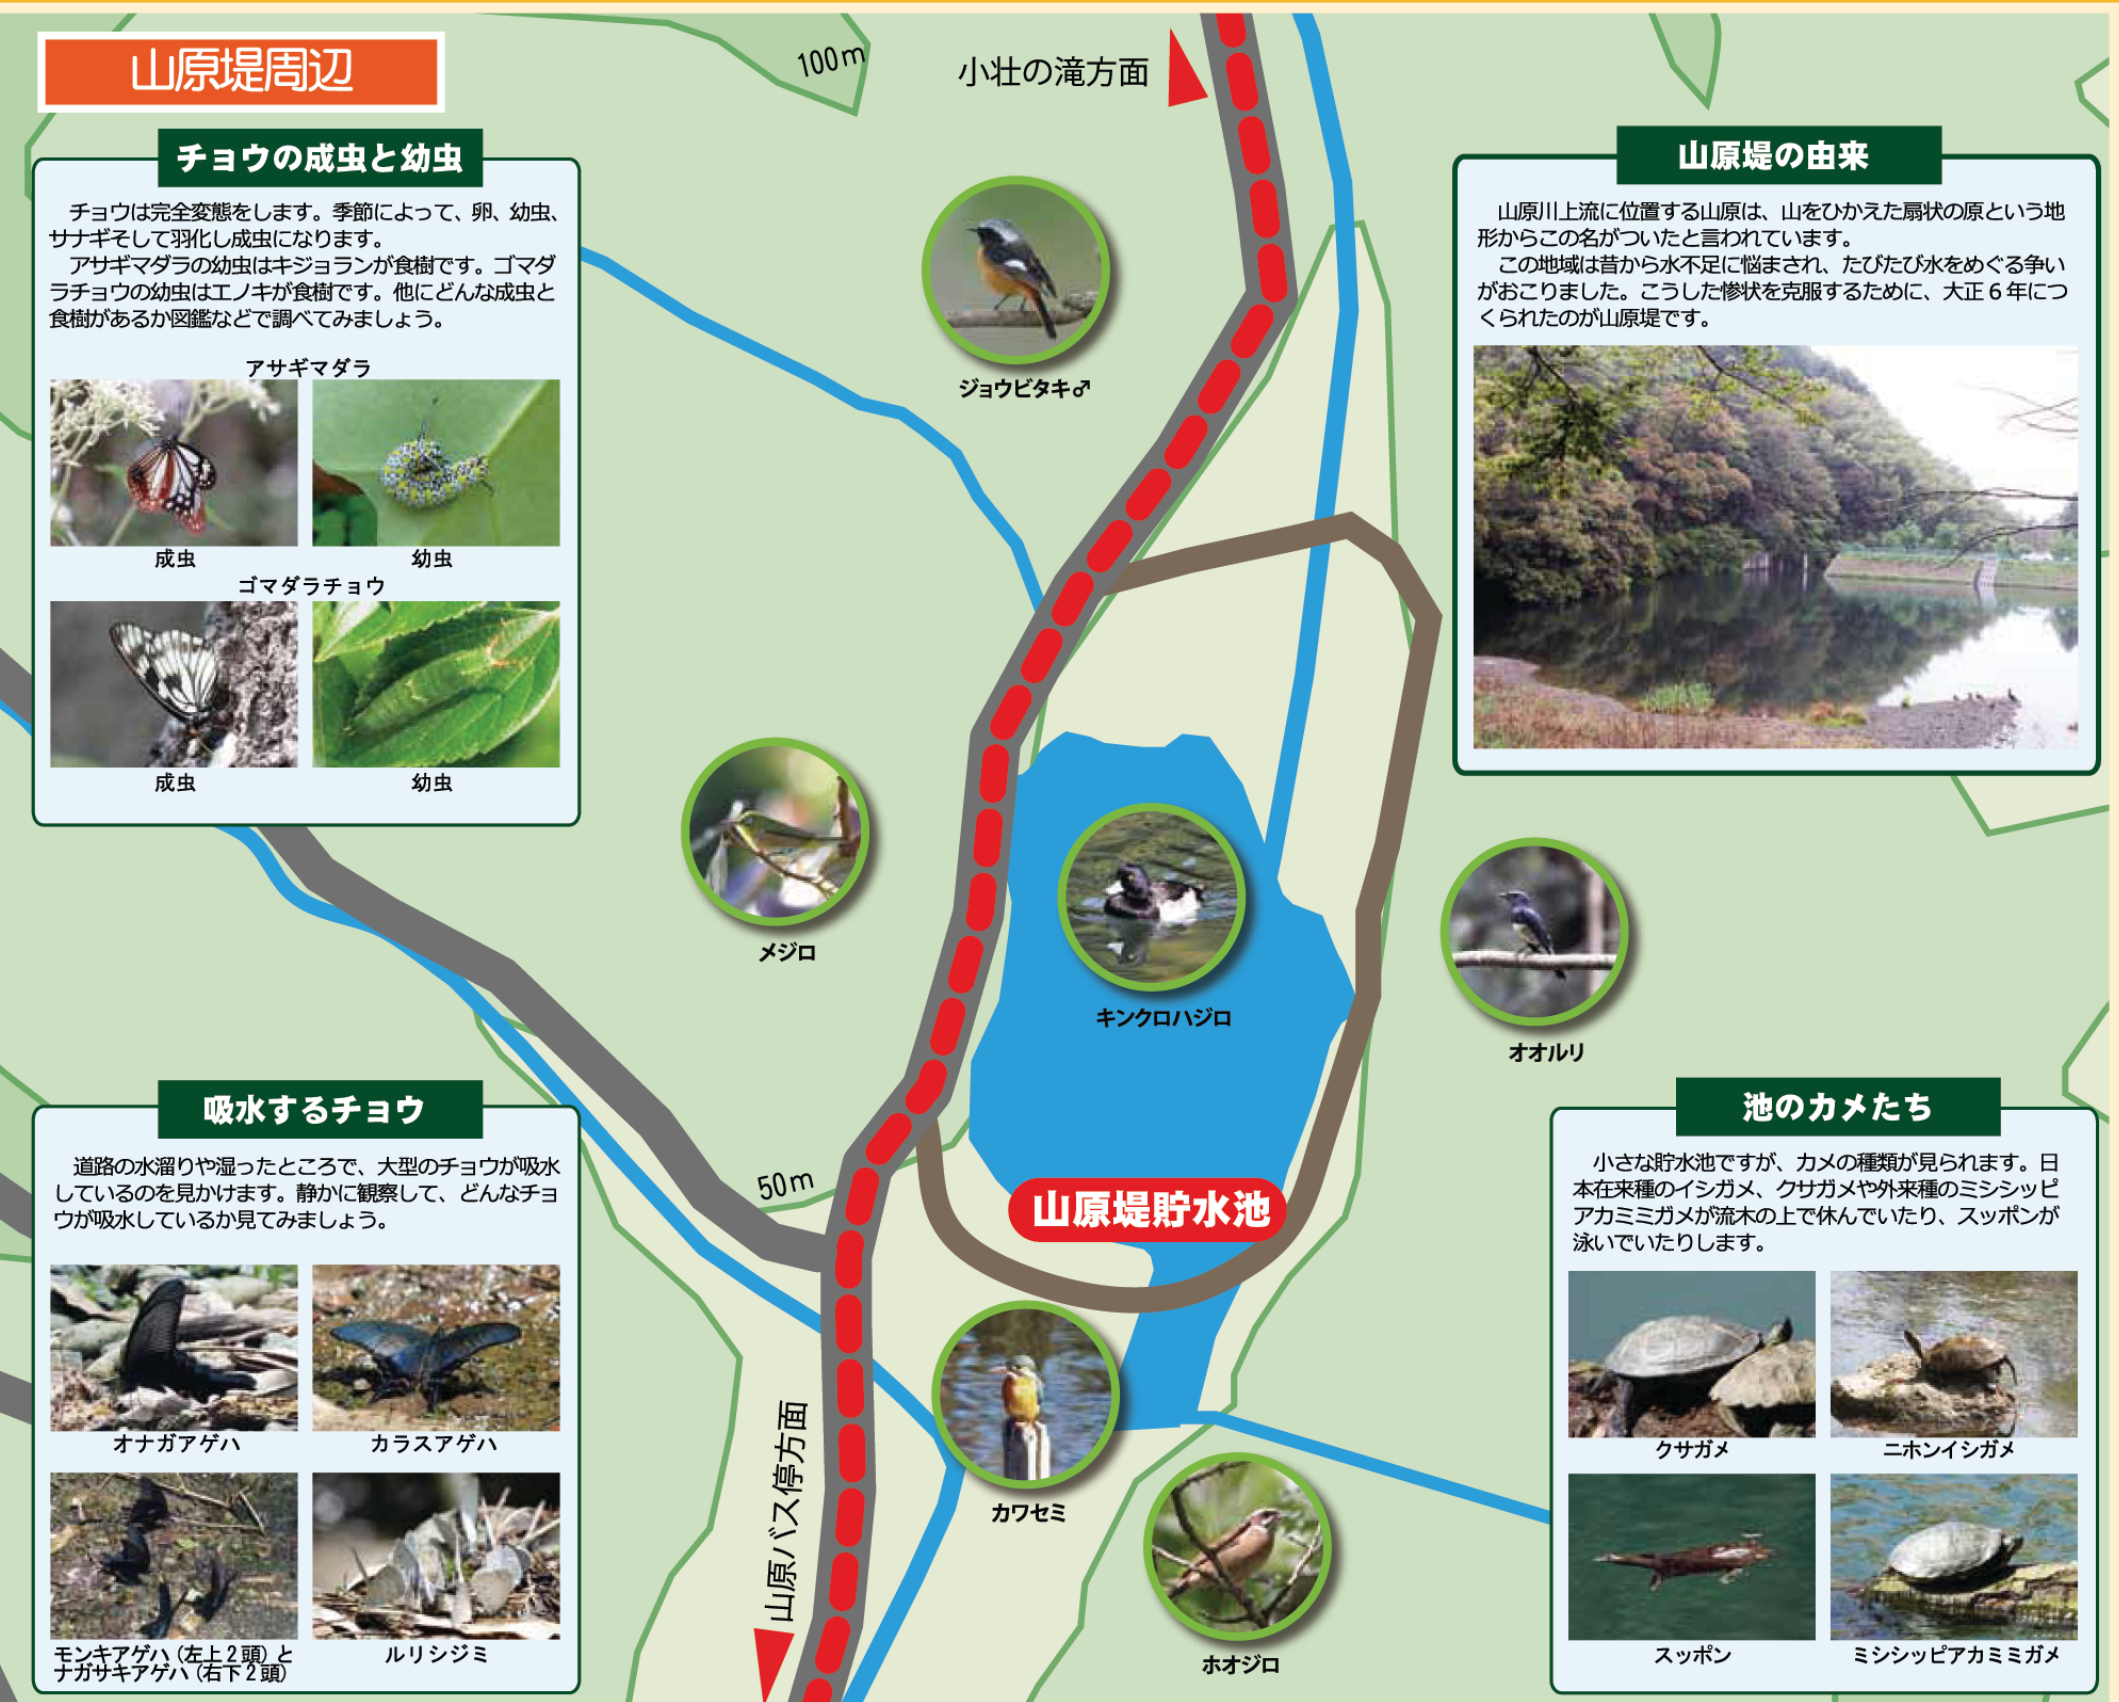 山原堤周辺
チョウの成虫と幼虫
チョウは完全変態をします。季節によって、卵、幼虫、
サナギそして羽化し成虫になります。
アサギマダラの幼虫はキジョランが食樹です。ゴマダ
ラチョウの幼虫はエノキが食樹です。他にどんな成虫と
食樹があるか図鑑などで調べてみましょう。
アサギマダラ
成虫
幼虫
ゴマダラチョウ
成虫
幼虫
吸水するチョウ
道路の水溜りや湿ったところで、大型のチョウが吸水
しているのを見かけます。静かに観察して、どんなチョ
ウが吸水しているか見てみましょう。
オナガアゲハ
カラスアゲハ
モンキアゲハ（左上2頭）と
ナガサキアゲハ（右下2頭）
ルリシジミ
100m
小壮の滝方面
ジョウビタキ♂
メジロ
キンクロハジロ
オオルリ
50m
山原堤貯水池
山原バス停方面
カワセミ
ホオジロ
山原堤の由来
山原川上流に位置する山原は、山をひかえた扇状の原という地
形からこの名がついたと言われています。
この地域は昔から水不足に悩まされ、たびたび水をめぐる争い
がおこりました。こうした惨状を克服するために、大正6年につ
くられたのが山原堤です。
池のカメたち
小さな貯水池ですが、カメの種類が見られます。日
本在来種のイシガメ、クサガメや外来種のミシシッピ
アカミミガメが流木の上で休んでいたり、スッポンが
泳いでいたりします。
クサガメ
ニホンイシガメ
スッポン
ミシシッピアカミミガメ